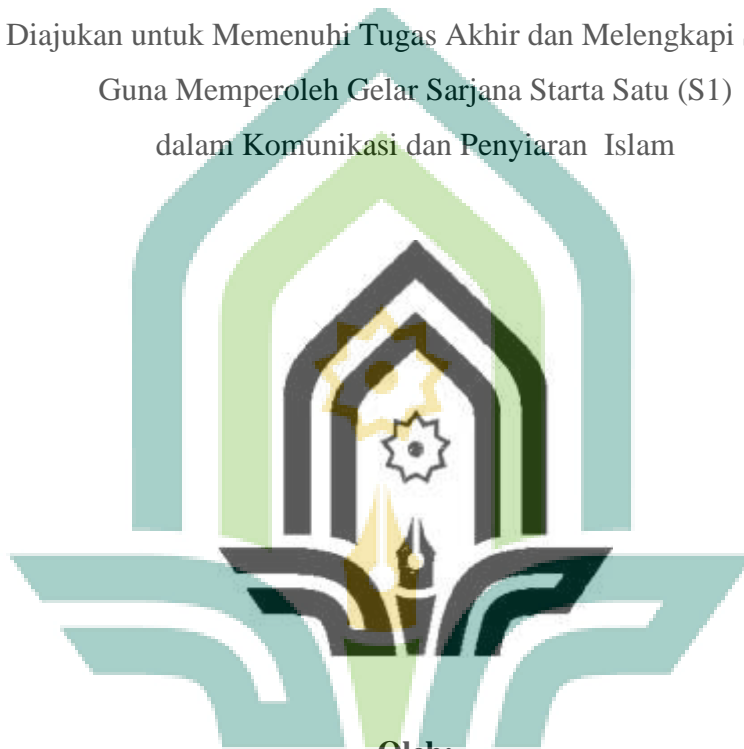 Diajukan untuk Memenuhi Tugas Akhir dan Melengkapi
Guna Memperoleh Gelar Sarjana Starta Satu (S1)
dalam Komunikasi dan Penyiaran Islam
Oleh: